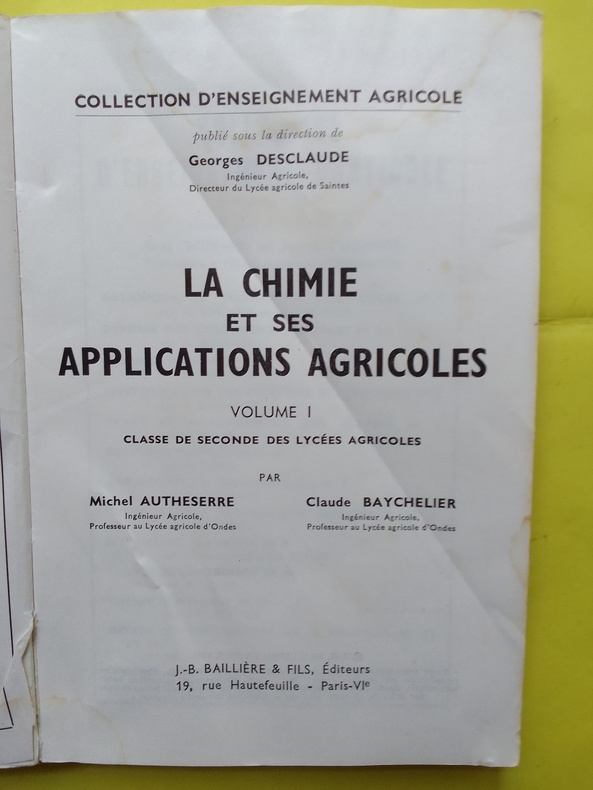 COLLECTION D'ENSEIGNEMENT AGRICOLE
publié sous la direction de
Georges DESCLAUDE
Ingénieur Agricole,
Directeur du Lycée agricole de Saintes
LA CHIMIE
ET SES
APPLICATIONS AGRICOLES
VOLUME I
CLASSE DE SECONDE DES LYCÉES AGRICOLES
PAR
Michel AUTHESERRE
Ingénieur Agricole,
Professeur au Lycée agricole d'Ondes
Claude BAYCHELIER
Ingénieur Agricole,
Professeur au Lycée agricole d'Ondes
J.-B. BAILLIÈRE & FILS, Éditeurs
19, rue Hautefeuille - Paris-VIe